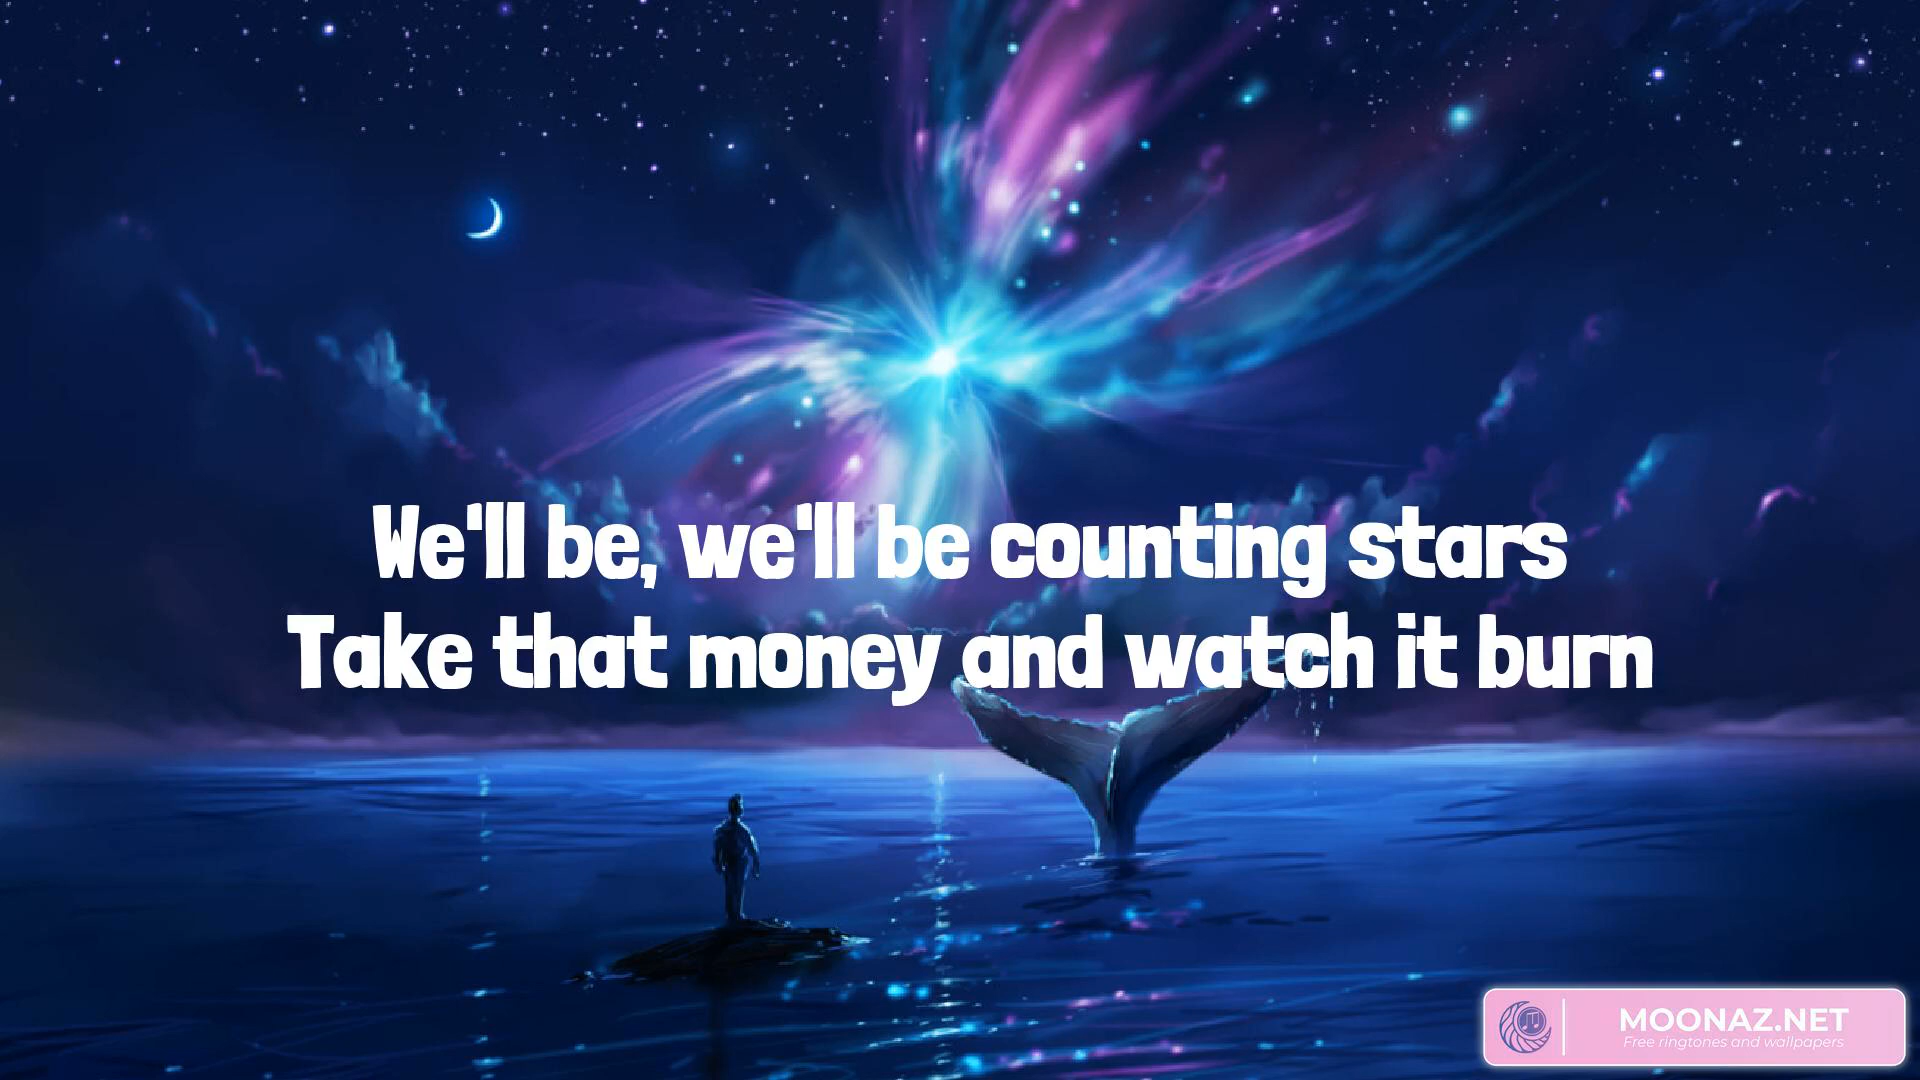 We'll be, we'll be counting stars
Take that money and watch it burn
MOONAZ.NET
Free ringtones and wallpapers